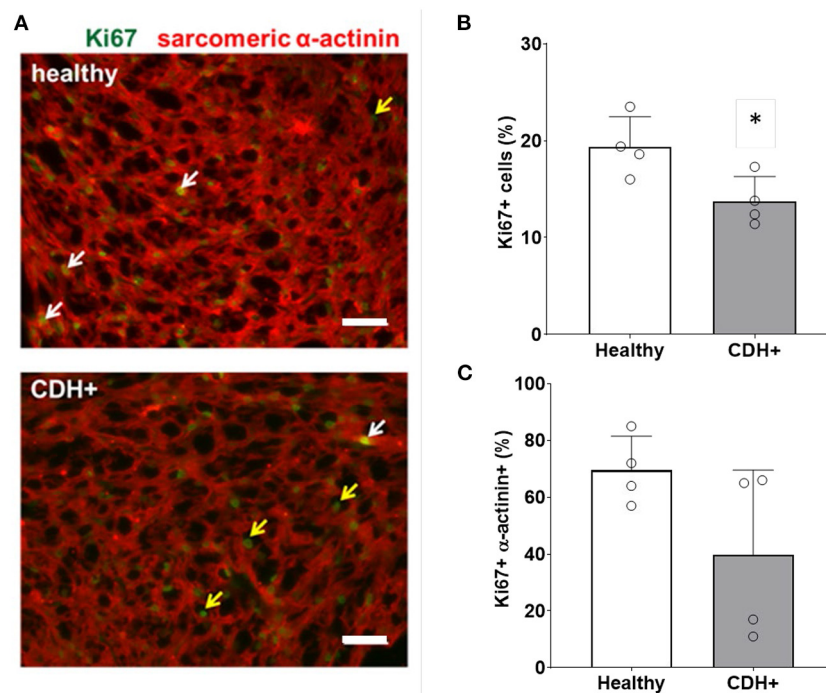 A
Ki67 sarcomeric α-actinin
healthy
CDH+
B
Ki67+ cells (%)
30
20
10
0
*
Healthy CDH+
C
Ki67+ α-actinin+ (%)
100
80
60
40
20
0
Healthy CDH+